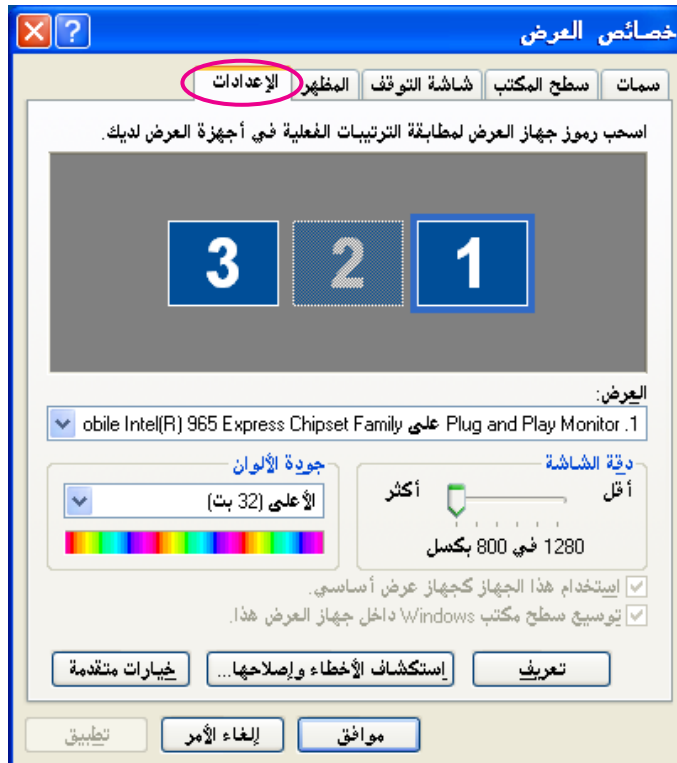 خصائص العرض
سمات
سطح المكتب
شاشة التوقف
المظهر
الإعدادات
اسحب رموز جهاز العرض لمطابقة الترتيبات الفعلية في أجهزة العرض لديك.
1
2
3
العرض:
1. Plug and Play Monitor على obile Intel(R) 965 Express Chipset Family
دقة الشاشة
أقل
أكثر
1280 في 800 بكسل
جودة الألوان
الأعلى (32 بت)
إستخدام هذا الجهاز كجهاز عرض أساسي.
توسيع سطح مكتب Windows داخل جهاز العرض هذا.
تعريف
إستكشاف الأخطاء وإصلاحها...
خيارات متقدمة
موافق
إلغاء الأمر
تطبيق